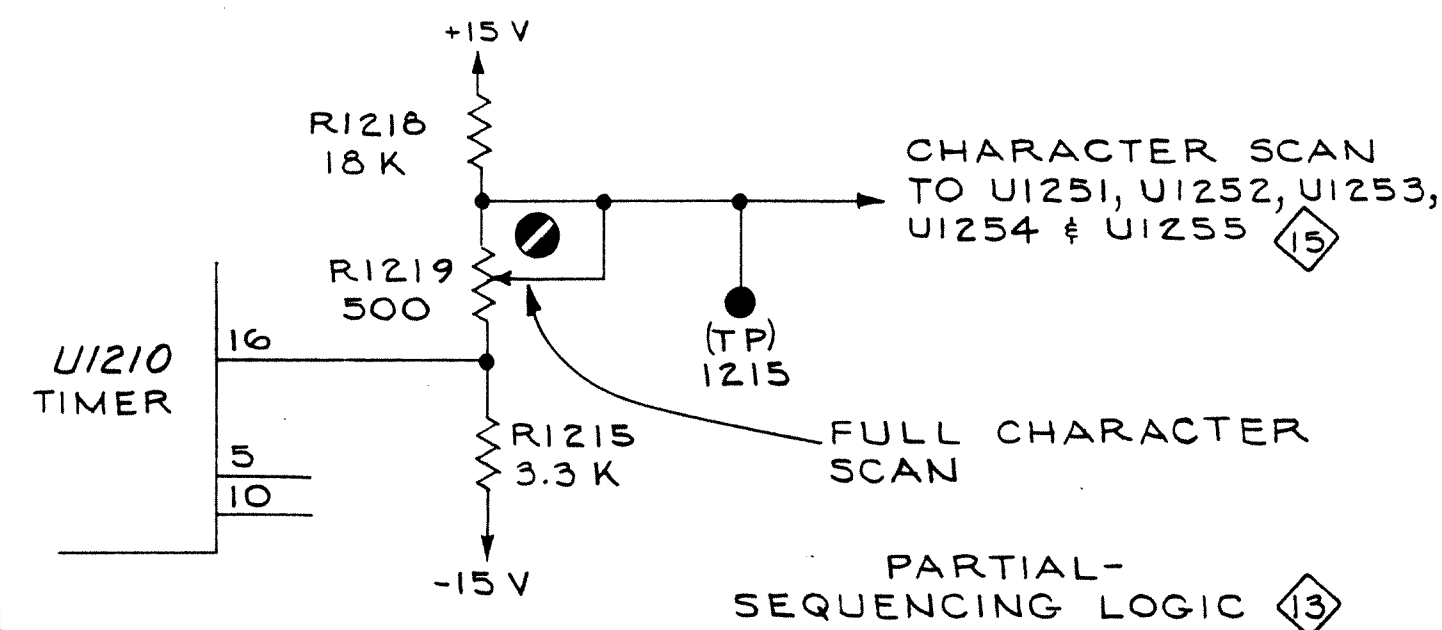 +15 V
R1218
18 K
CHARACTER SCAN
TO U1251, U1252, U1253,
U1254 & U1255 15
R1219
500
16
U1210
TIMER
(TP)
1215
5
10
R1215
3.3 K
FULL CHARACTER
SCAN
-15 V
PARTIAL-
SEQUENCING LOGIC 13